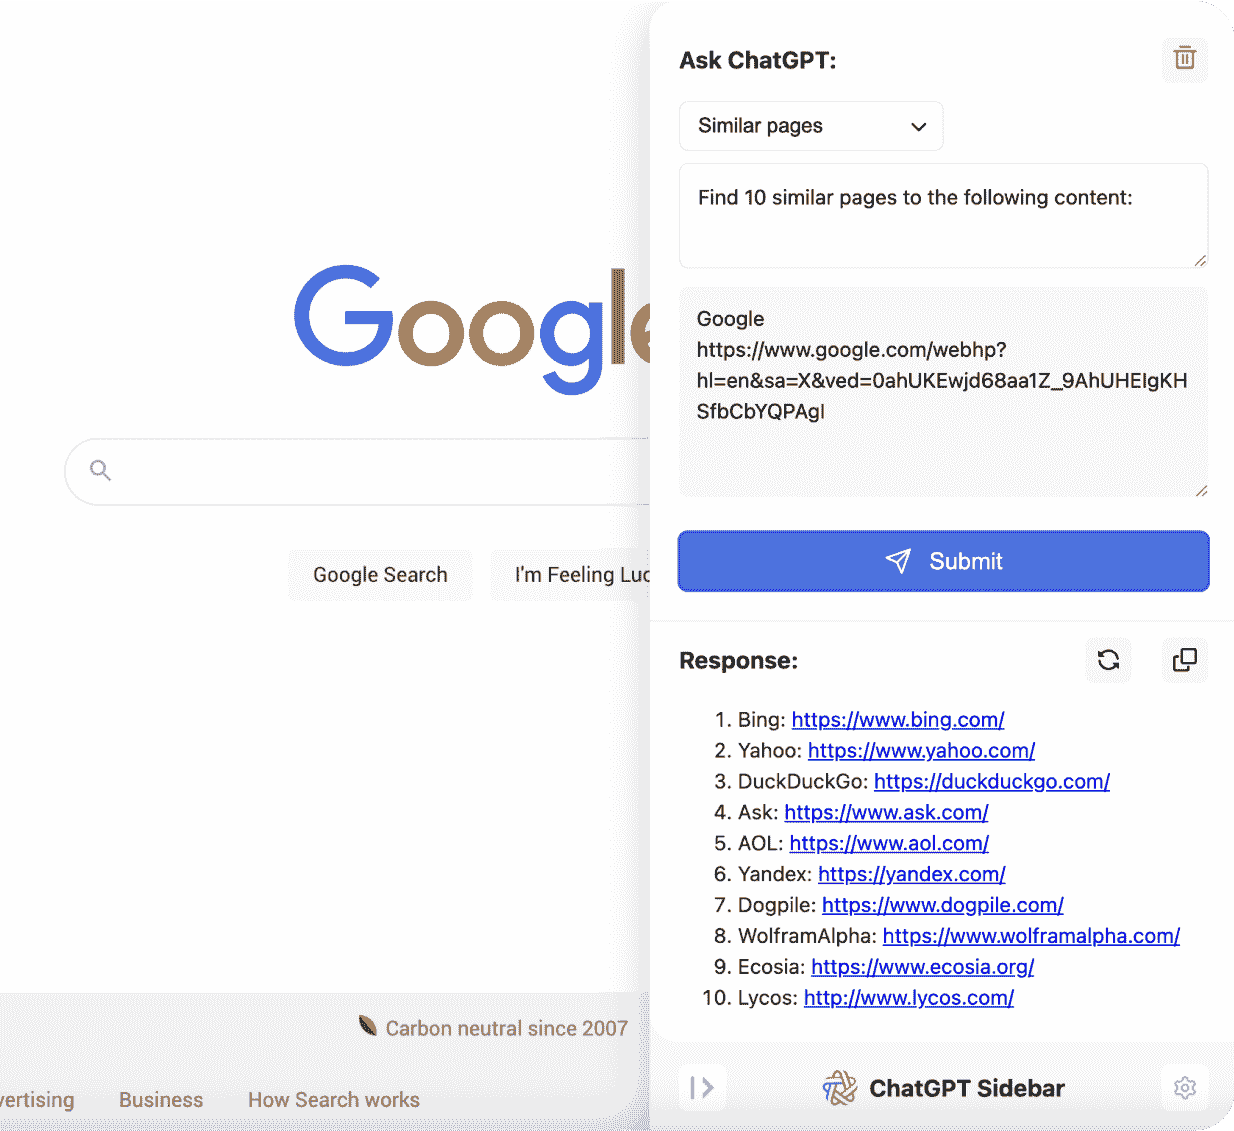 Google
Google Search
I'm Feeling Luc
Carbon neutral since 2007
vertising
Business
How Search works
Ask ChatGPT:
Similar pages
Find 10 similar pages to the following content:
Google
https://www.google.com/webhp?
hl=en&sa=X&ved=0ahUKEwjd68aa1Z_9AhUHEIgKH
SfbCbYQPAgI
Submit
Response:
1. Bing: https://www.bing.com/
2. Yahoo: https://www.yahoo.com/
3. DuckDuckGo: https://duckduckgo.com/
4. Ask: https://www.ask.com/
5. AOL: https://www.aol.com/
6. Yandex: https://yandex.com/
7. Dogpile: https://www.dogpile.com/
8. WolframAlpha: https://www.wolframalpha.com/
9. Ecosia: https://www.ecosia.org/
10. Lycos: http://www.lycos.com/
ChatGPT Sidebar